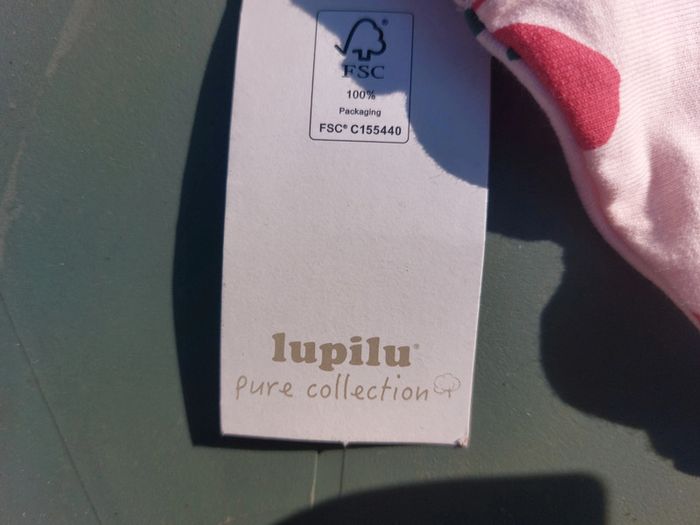 FSC
100%
Packaging
FSC® C155440
lupilu®
pure collection